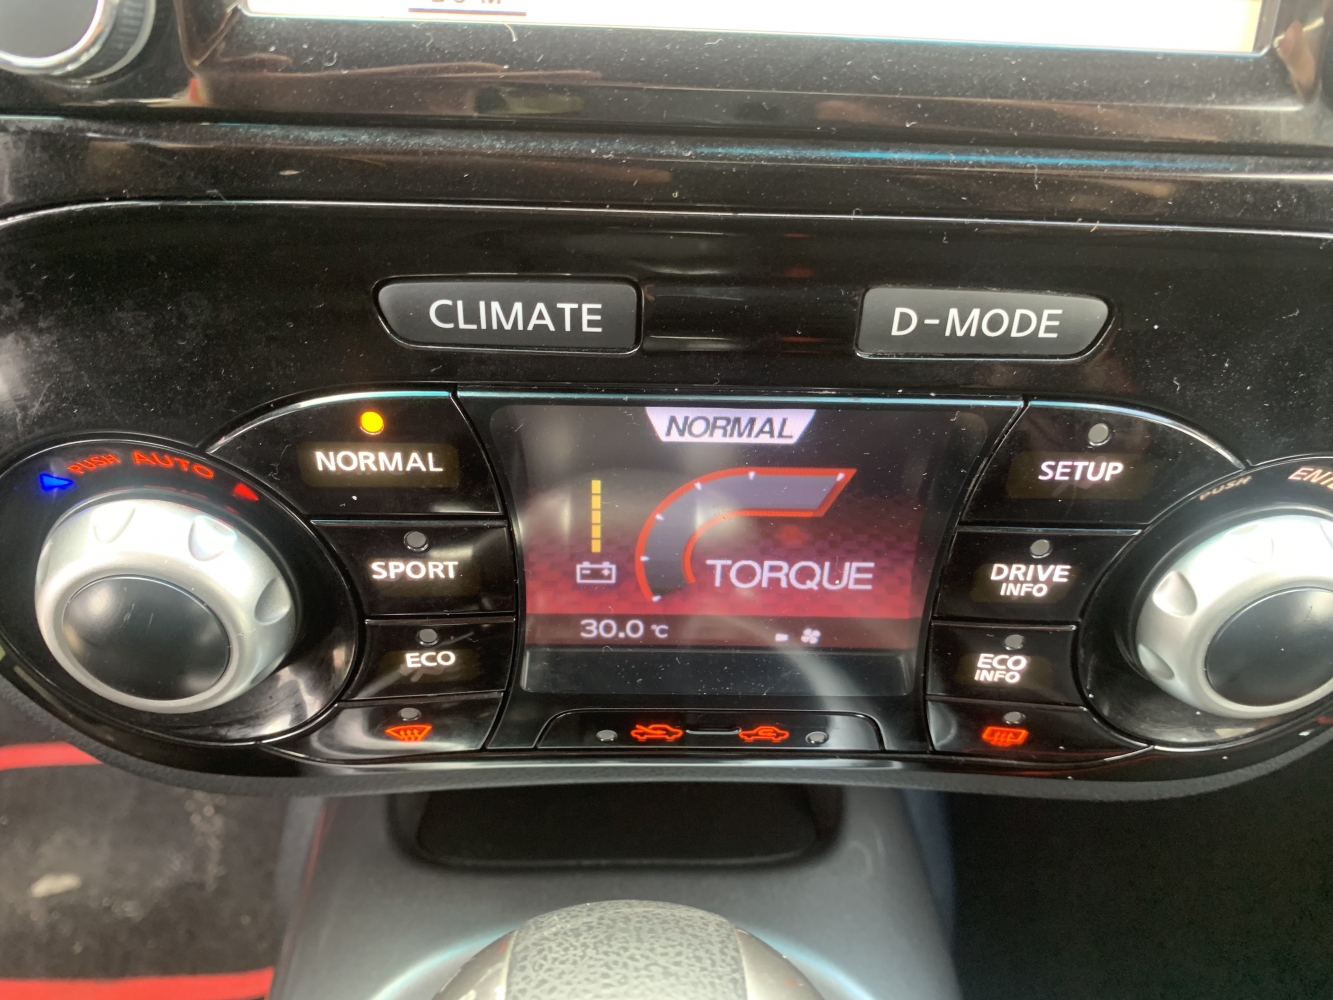 CLIMATE
D-MODE
PUSH AUTO
NORMAL
NORMAL
SETUP
PUSH
SPORT
TORQUE
DRIVE
INFO
ECO
30.0 °C
ECO
INFO